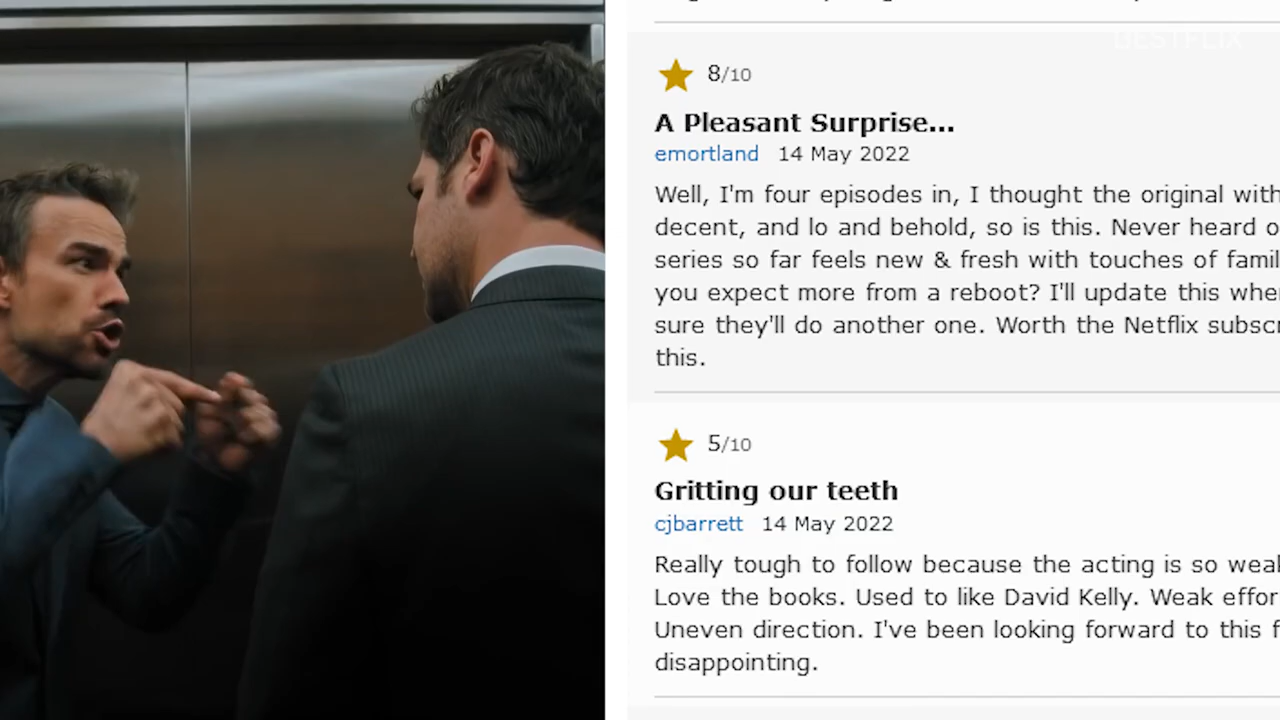 BESTFLIX
8/10
A Pleasant Surprise...
emortland 14 May 2022
Well, I'm four episodes in, I thought the original with
decent, and lo and behold, so is this. Never heard o
series so far feels new & fresh with touches of famil
you expect more from a reboot? I'll update this whe
sure they'll do another one. Worth the Netflix subscr
this.
5/10
Gritting our teeth
cjbarrett 14 May 2022
Really tough to follow because the acting is so weak
Love the books. Used to like David Kelly. Weak effor
Uneven direction. I've been looking forward to this f
disappointing.